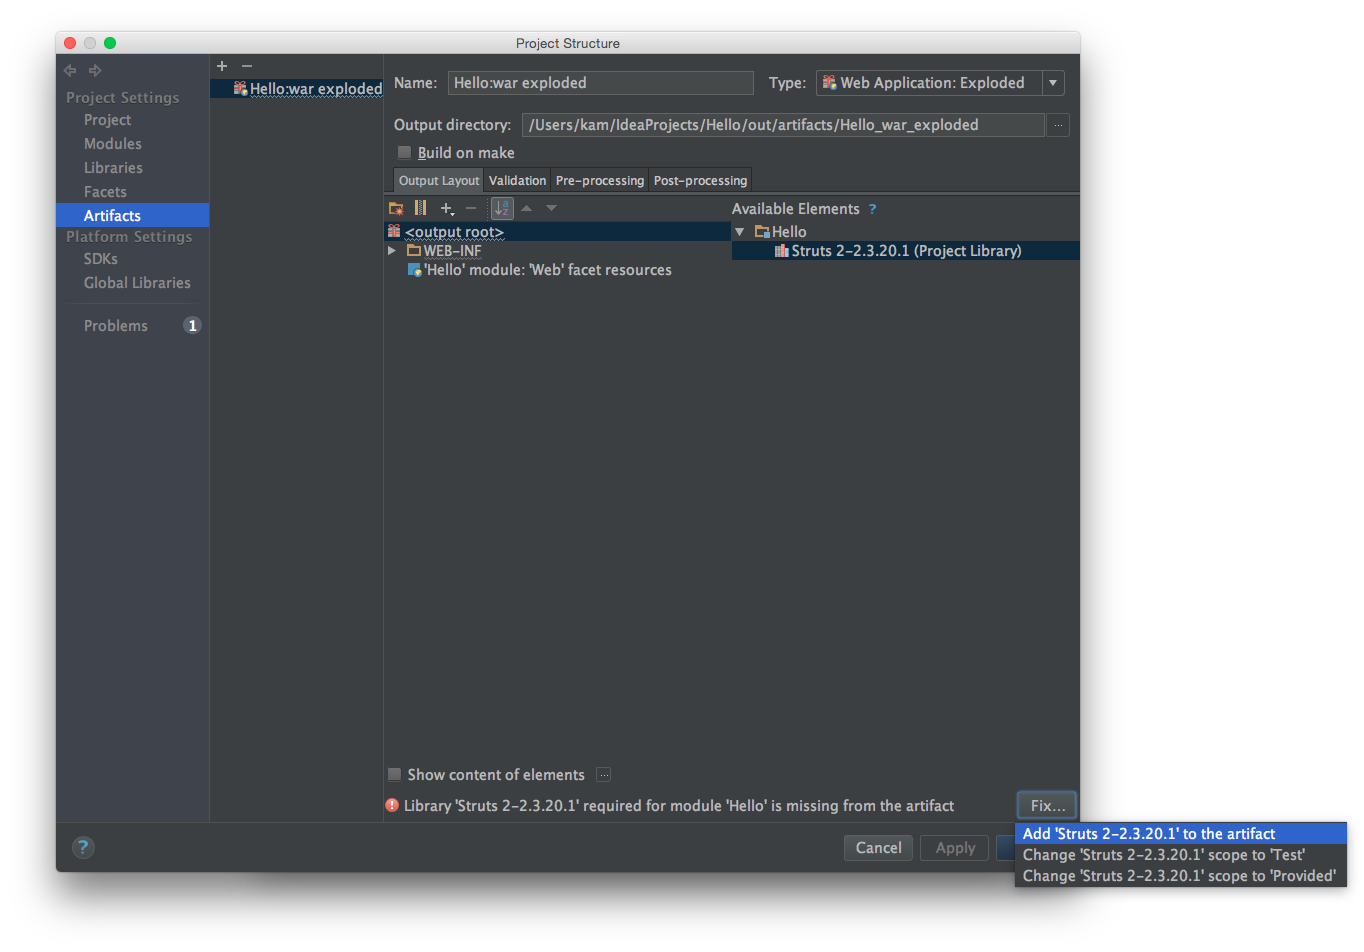 Project Structure
Project Settings
Project
Modules
Libraries
Facets
Artifacts
Platform Settings
SDKs
Global Libraries
Problems 1
Hello:war exploded
Name: Hello:war exploded Type: Web Application: Exploded
Output directory: /Users/kam/IdeaProjects/Hello/out/artifacts/Hello_war_exploded ...
Build on make
Output Layout Validation Pre-processing Post-processing
a z
<output root>
WEB-INF
'Hello' module: 'Web' facet resources
Available Elements ?
Hello
Struts 2-2.3.20.1 (Project Library)
Show content of elements ...
Library 'Struts 2-2.3.20.1' required for module 'Hello' is missing from the artifact Fix...
? Cancel Apply
Add 'Struts 2-2.3.20.1' to the artifact
Change 'Struts 2-2.3.20.1' scope to 'Test'
Change 'Struts 2-2.3.20.1' scope to 'Provided'